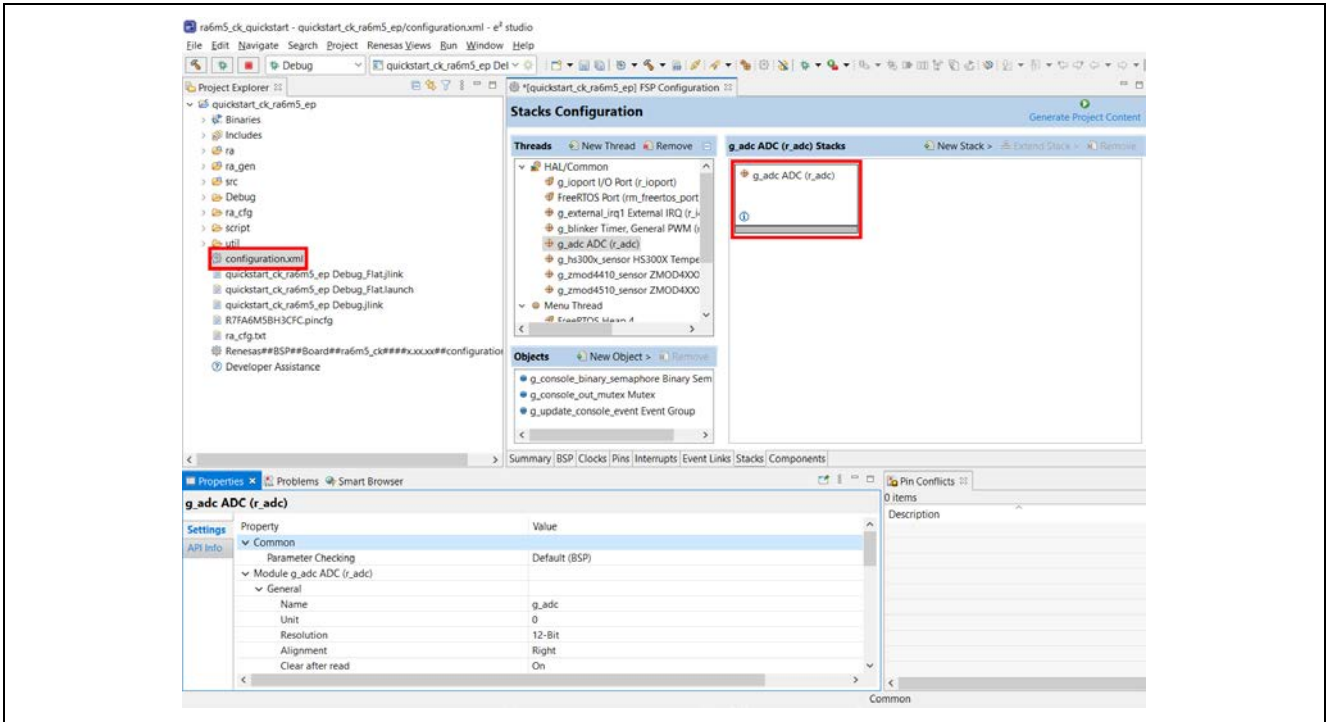 ra6m5_ck_quickstart - quickstart_ck_ra6m5_ep/configuration.xml - e² studio
File Edit Navigate Search Project Renesas Views Run Window Help
Debug
quickstart_ck_ra6m5_ep Del
Project Explorer
quickstart_ck_ra6m5_ep
Binaries
Includes
ra
ra_gen
src
Debug
ra_cfg
script
util
configuration.xml
quickstart_ck_ra6m5_ep Debug_Flat.jlink
quickstart_ck_ra6m5_ep Debug_Flat.launch
quickstart_ck_ra6m5_ep Debug.jlink
R7FA6M5BH3CFC.pincfg
ra_cfg.txt
Renesas##BSP##Board##ra6m5_ck####x.xx.xx##configuration
Developer Assistance
*[quickstart_ck_ra6m5_ep] FSP Configuration
Stacks Configuration
Generate Project Content
Threads New Thread Remove
HAL/Common
g_ioport I/O Port (r_ioport)
FreeRTOS Port (rm_freertos_port
g_external_irq1 External IRQ (r_i
g_blinker Timer, General PWM (
g_adc ADC (r_adc)
g_hs300x_sensor HS300X Tempe
g_zmod4410_sensor ZMOD4XXX
g_zmod4510_sensor ZMOD4XXX
Menu Thread
FreeRTOS Heap 4
Objects New Object > Remove
g_console_binary_semaphore Binary Sem
g_console_out_mutex Mutex
g_update_console_event Event Group
g_adc ADC (r_adc) Stacks New Stack > Extend Stack > Remove
g_adc ADC (r_adc)
Summary BSP Clocks Pins Interrupts Event Links Stacks Components
Properties Problems Smart Browser
g_adc ADC (r_adc)
Settings
API Info
Property Value
Common
Parameter Checking Default (BSP)
Module g_adc ADC (r_adc)
General
Name g_adc
Unit 0
Resolution 12-Bit
Alignment Right
Clear after read On
Pin Conflicts
0 items
Description
Common